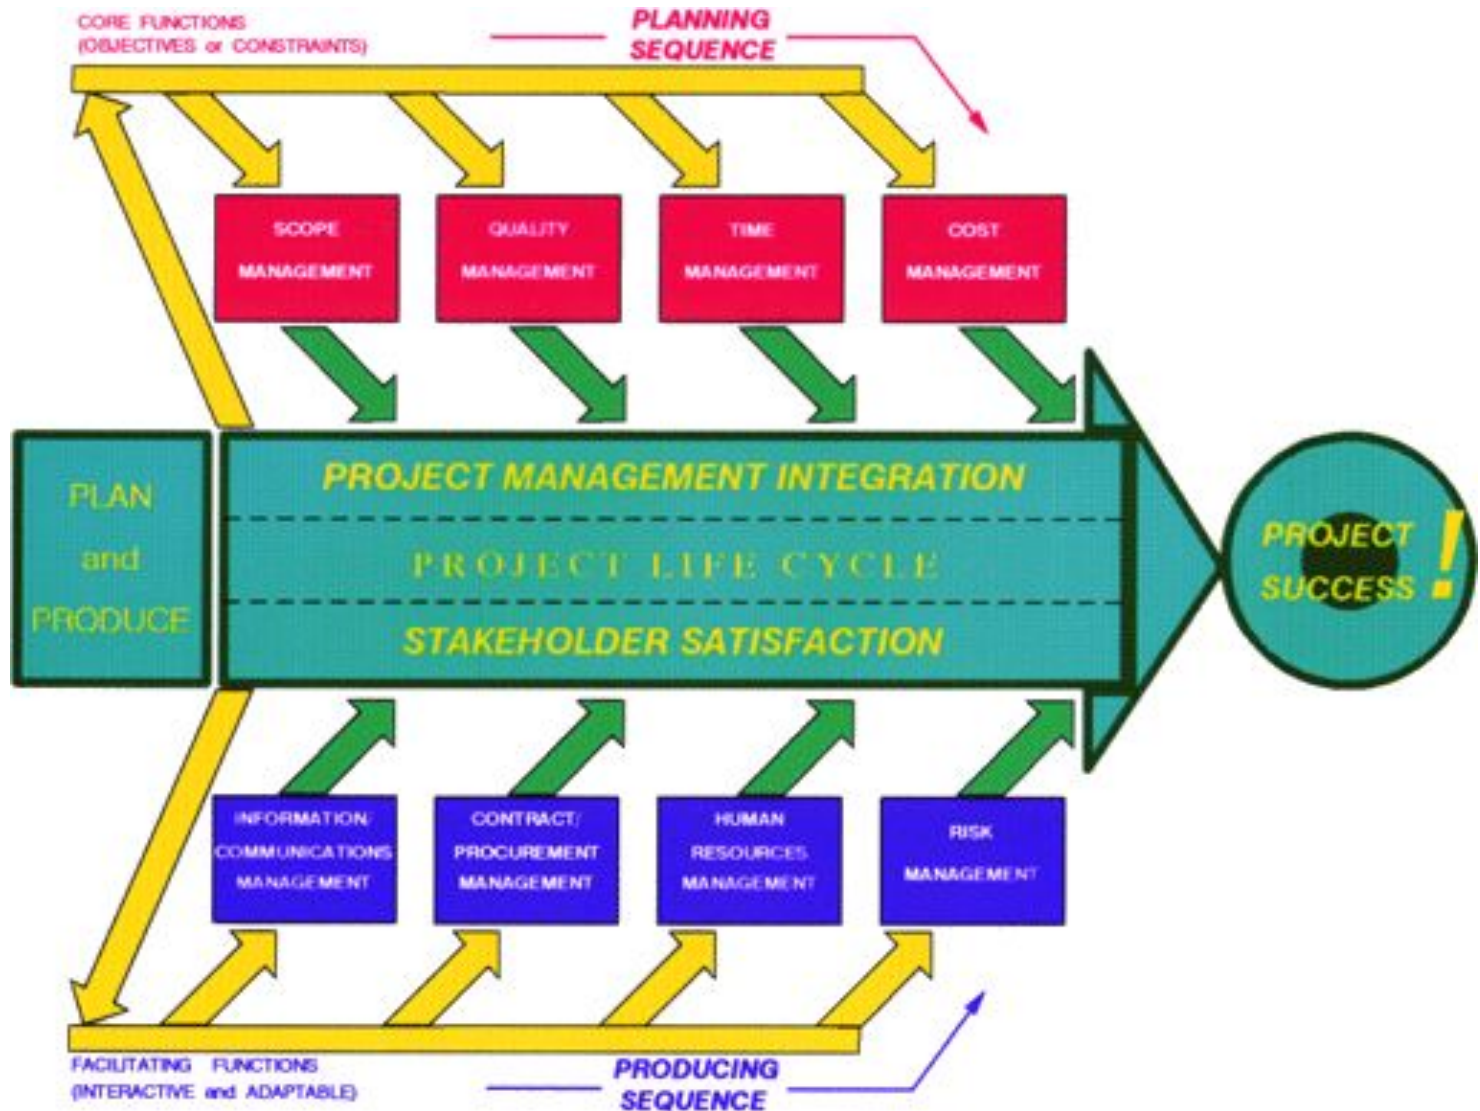 CORE FUNCTIONS
(OBJECTIVES or CONSTRAINTS)
PLANNING
SEQUENCE
SCOPE
MANAGEMENT
QUALITY
MANAGEMENT
TIME
MANAGEMENT
COST
MANAGEMENT
PLAN
and
PRODUCE
PROJECT MANAGEMENT INTEGRATION
PROJECT LIFE CYCLE
STAKEHOLDER SATISFACTION
PROJECT
SUCCESS !
INFORMATION/
COMMUNICATIONS
MANAGEMENT
CONTRACT/
PROCUREMENT
MANAGEMENT
HUMAN
RESOURCES
MANAGEMENT
RISK
MANAGEMENT
FACILITATING FUNCTIONS
(INTERACTIVE and ADAPTABLE)
PRODUCING
SEQUENCE